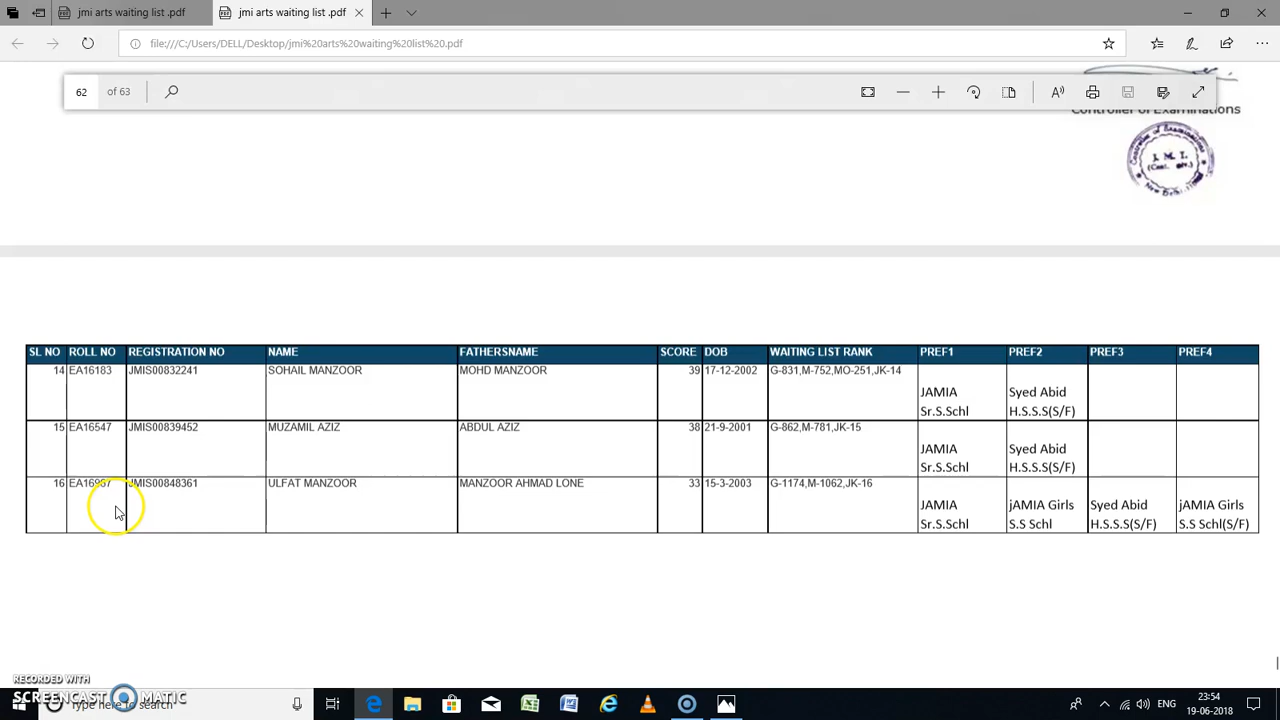 jmi arts waiting list .pdf
jmi arts waiting list .pdf
file:///C:/Users/DELL/Desktop/jmi%20arts%20waiting%20list%20.pdf
62 of 63
Controller of Examinations
J. M. I.
New Delhi
SL NO ROLL NO REGISTRATION NO NAME FATHERSNAME SCORE DOB WAITING LIST RANK PREF1 PREF2 PREF3 PREF4
14 EA16183 JMIS00832241 SOHAIL MANZOOR MOHD MANZOOR 39 17-12-2002 G-831,M-752,MO-251,JK-14
JAMIA Syed Abid
Sr.S.Schl H.S.S.S(S/F)
15 EA16547 JMIS00839452 MUZAMIL AZIZ ABDUL AZIZ 38 21-9-2001 G-862,M-781,JK-15
JAMIA Syed Abid
Sr.S.Schl H.S.S.S(S/F)
16 JMIS00848361 ULFAT MANZOOR MANZOOR AHMAD LONE 33 15-3-2003 G-1174,M-1062,JK-16
JAMIA jAMIA Girls Syed Abid jAMIA Girls
Sr.S.Schl S.S Schl H.S.S.S(S/F) S.S Schl(S/F)
RECORDED WITH
SCREENCAST MATIC
Type here to search
ENG
23:54
19-06-2018